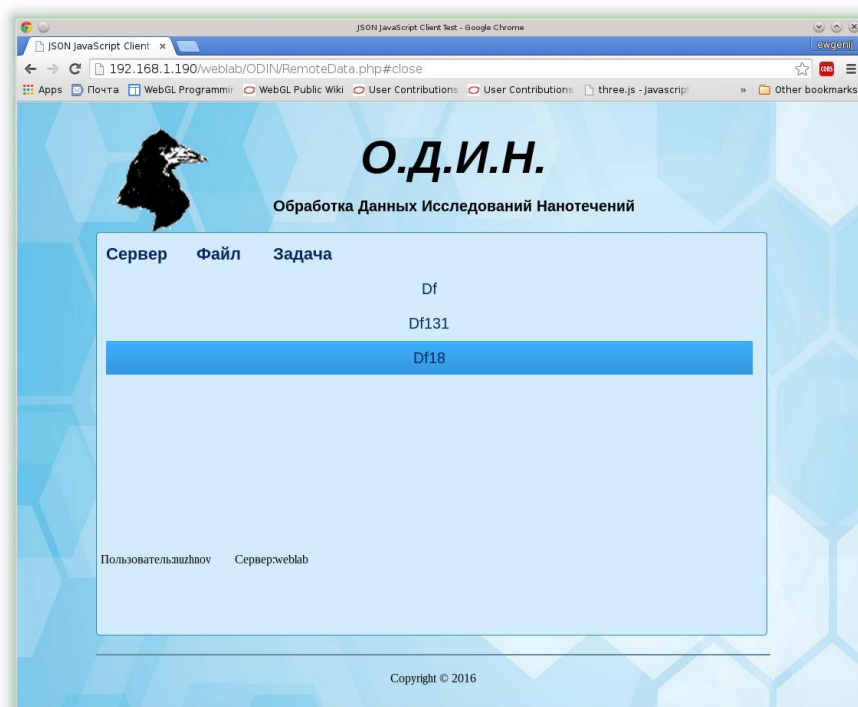 JSON JavaScript Client Test - Google Chrome
JSON JavaScript Client
ewgenij
192.168.1.190/weblab/ODIN/RemoteData.php#close
CORS
Apps Почта WebGL Programmin WebGL Public Wiki User Contributions User Contributions three.js - Javascript » Other bookmarks
О.Д.И.Н.
Обработка Данных Исследований Нанотечений
Сервер Файл Задача
Df
Df131
Df18
Пользователь:nuzhnov Сервер:weblab
Copyright © 2016